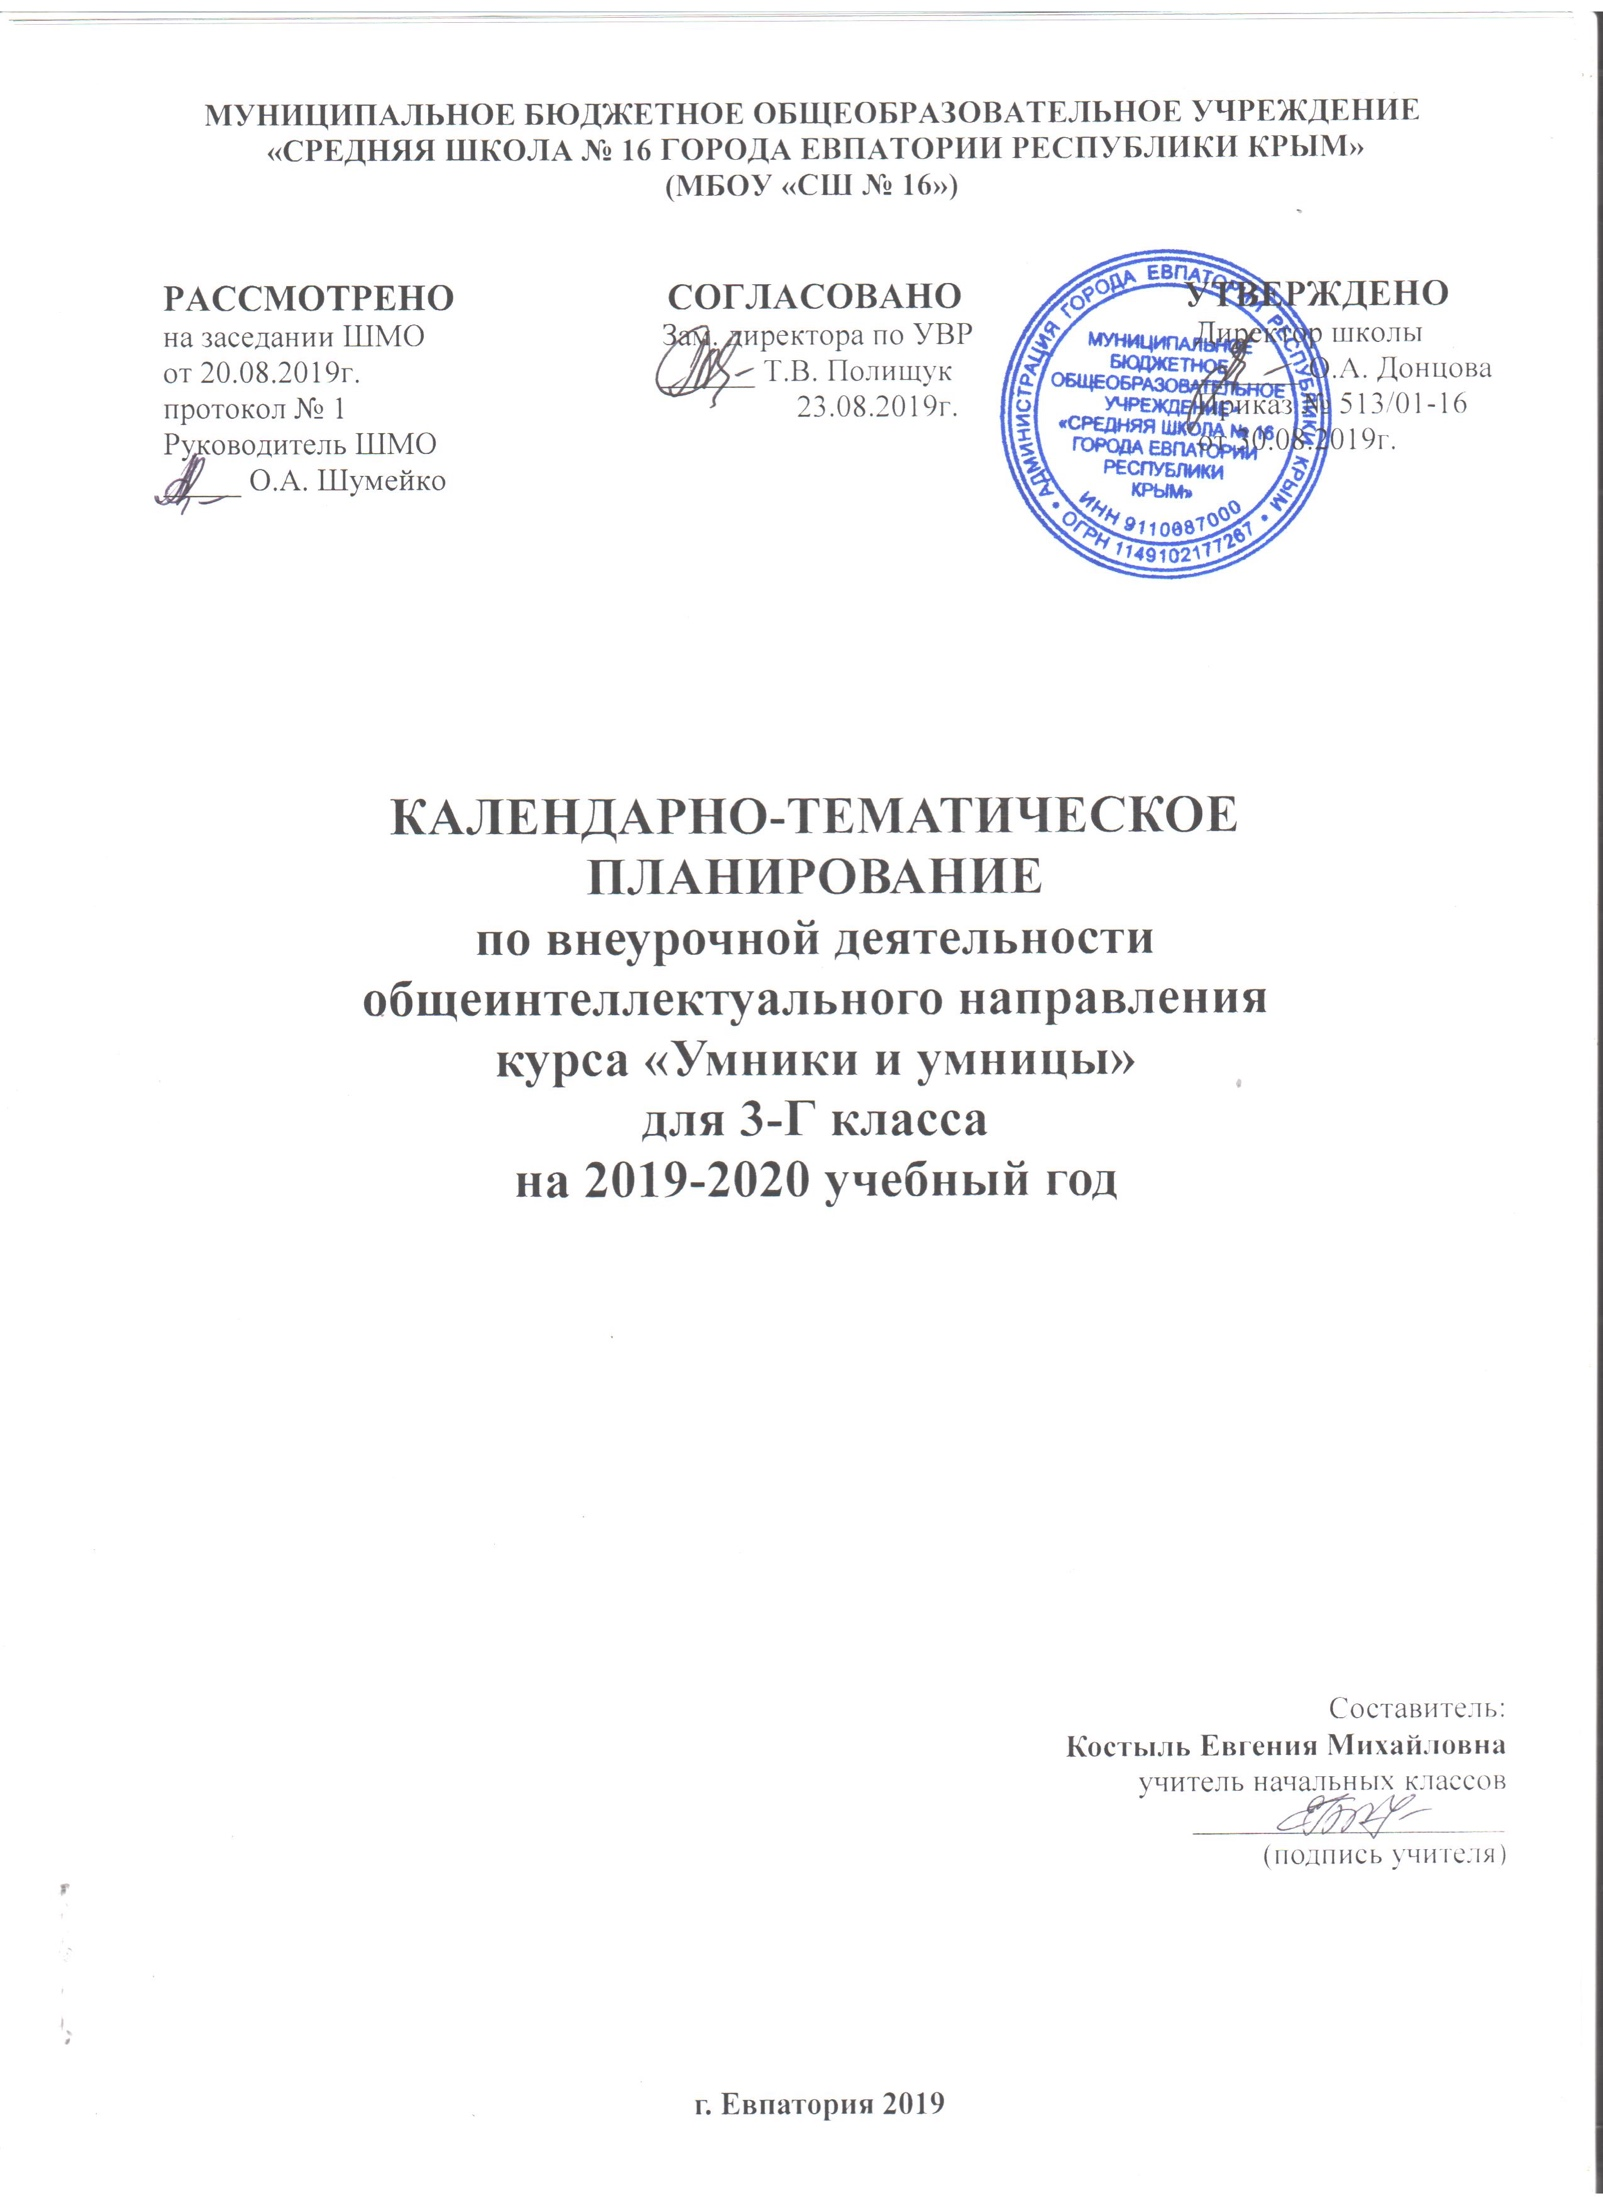 МУНИЦИПАЛЬНОЕ БЮДЖЕТНОЕ ОБЩЕОБРАЗОВАТЕЛЬНОЕ УЧРЕЖДЕНИЕ
«СРЕДНЯЯ ШКОЛА № 16 ГОРОДА ЕВПАТОРИИ РЕСПУБЛИКИ КРЫМ»
(МБОУ «СШ № 16»)
РАССМОТРЕНО
на заседании ШМО
от 20.08.2019г.
протокол № 1
Руководитель ШМО
О.А. Шумейко
СОГЛАСОВАНО
Зам. директора по УВР
Т.В. Полищук
23.08.2019г.
УТВЕРЖДЕНО
Директор школы
О.А. Донцова
Приказ № 513/01-16
от 30.08.2019г.
АДМИНИСТРАЦИЯ ГОРОДА ЕВПАТОРИИ РЕСПУБЛИКИ КРЫМ
• ОГРН 1149102177267 •
МУНИЦИПАЛЬНОЕ
БЮДЖЕТНОЕ
ОБЩЕОБРАЗОВАТЕЛЬНОЕ
УЧРЕЖДЕНИЕ
«СРЕДНЯЯ ШКОЛА № 16
ГОРОДА ЕВПАТОРИИ
РЕСПУБЛИКИ
КРЫМ»
ИНН 9110087000
КАЛЕНДАРНО-ТЕМАТИЧЕСКОЕ
ПЛАНИРОВАНИЕ
по внеурочной деятельности
общеинтеллектуального направления
курса «Умники и умницы»
для 3-Г класса
на 2019-2020 учебный год
Составитель:
Костыль Евгения Михайловна
учитель начальных классов
(подпись учителя)
г. Евпатория 2019